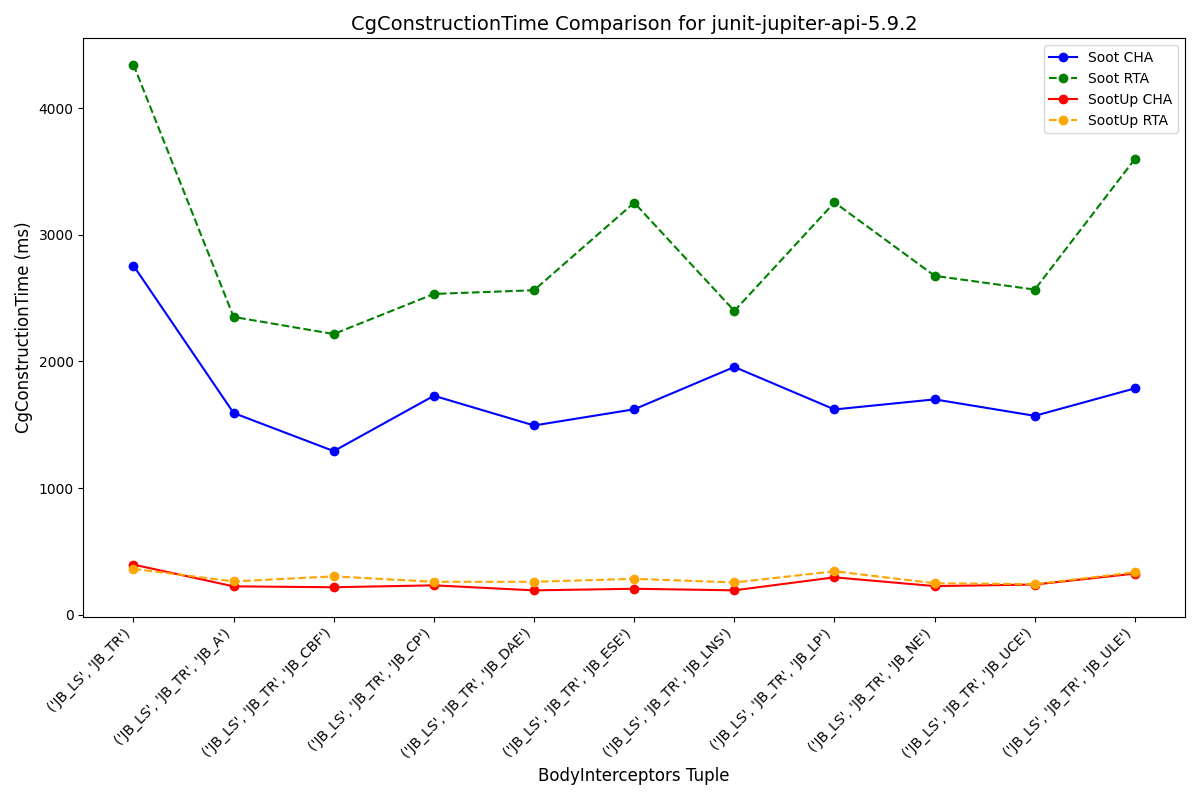 CgConstructionTime Comparison for junit-jupiter-api-5.9.2
Soot CHA
Soot RTA
SootUp CHA
SootUp RTA
CgConstructionTime (ms)
4000
3000
2000
1000
0
('JB_LS', 'JB_TR')
('JB_LS', 'JB_TR', 'JB_A')
('JB_LS', 'JB_TR', 'JB_CBF')
('JB_LS', 'JB_TR', 'JB_CP')
('JB_LS', 'JB_TR', 'JB_DAE')
('JB_LS', 'JB_TR', 'JB_ESE')
('JB_LS', 'JB_TR', 'JB_LNS')
('JB_LS', 'JB_TR', 'JB_LP')
('JB_LS', 'JB_TR', 'JB_NE')
('JB_LS', 'JB_TR', 'JB_UCE')
('JB_LS', 'JB_TR', 'JB_ULE')
BodyInterceptors Tuple